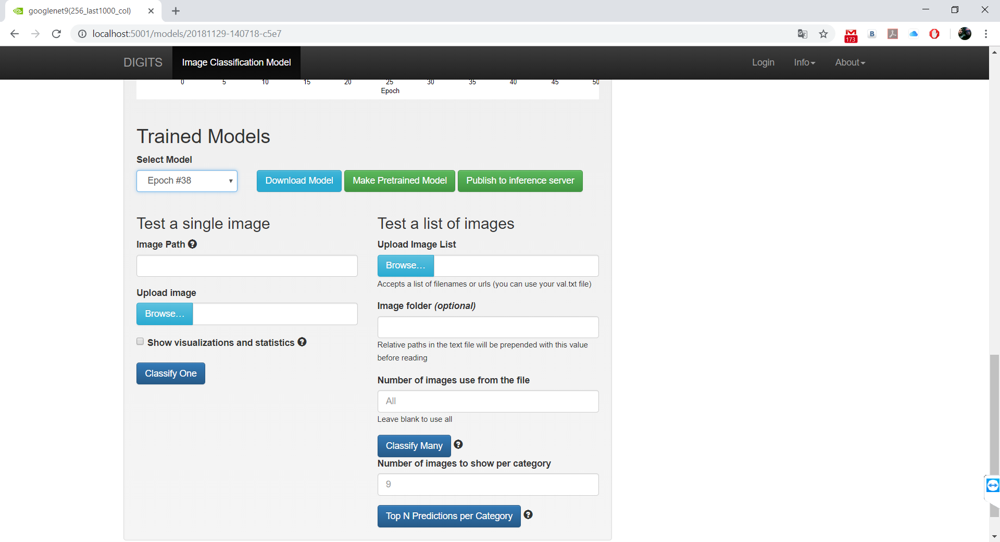 googlenet9(256_last1000_col)
localhost:5001/models/20181129-140718-c5e7
173
B
DIGITS Image Classification Model Login Info About
0 5 10 15 20 25 30 35 40 45 50
Epoch
Trained Models
Select Model
Epoch #38 Download Model Make Pretrained Model Publish to inference server
Test a single image
Image Path
Upload image
Browse...
Show visualizations and statistics
Classify One
Test a list of images
Upload Image List
Browse...
Accepts a list of filenames or urls (you can use your val.txt file)
Image folder (optional)
Relative paths in the text file will be prepended with this value
before reading
Number of images use from the file
All
Leave blank to use all
Classify Many
Number of images to show per category
9
Top N Predictions per Category